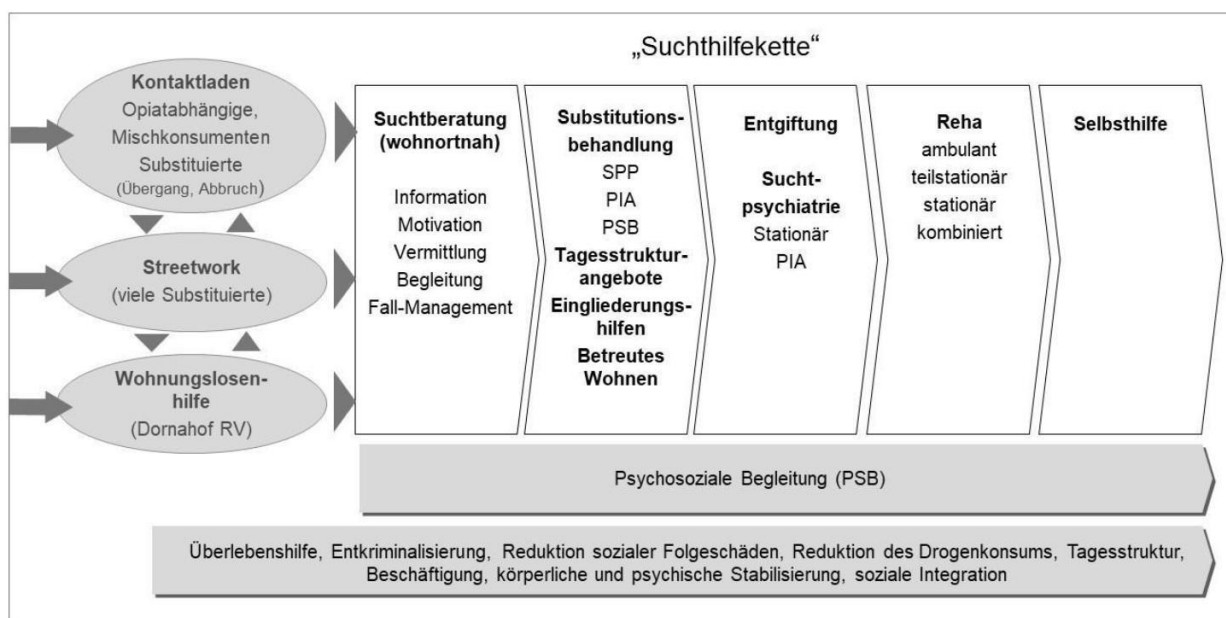 „Suchthilfekette“
Kontaktladen
Opiatabhängige,
Mischkonsumenten
Substituierte
(Übergang, Abbruch)
Streetwork
(viele Substituierte)
Wohnungslosen-
hilfe
(Dornahof RV)
Suchtberatung
(wohnortnah)
Information
Motivation
Vermittlung
Begleitung
Fall-Management
Substitutions-
behandlung
SPP
PIA
PSB
Tagesstruktur-
angebote
Eingliederungs-
hilfen
Betreutes
Wohnen
Entgiftung
Sucht-
psychiatrie
Stationär
PIA
Reha
ambulant
teilstationär
stationär
kombiniert
Selbsthilfe
Psychosoziale Begleitung (PSB)
Überlebenshilfe, Entkriminalisierung, Reduktion sozialer Folgeschäden, Reduktion des Drogenkonsums, Tagesstruktur,
Beschäftigung, körperliche und psychische Stabilisierung, soziale Integration